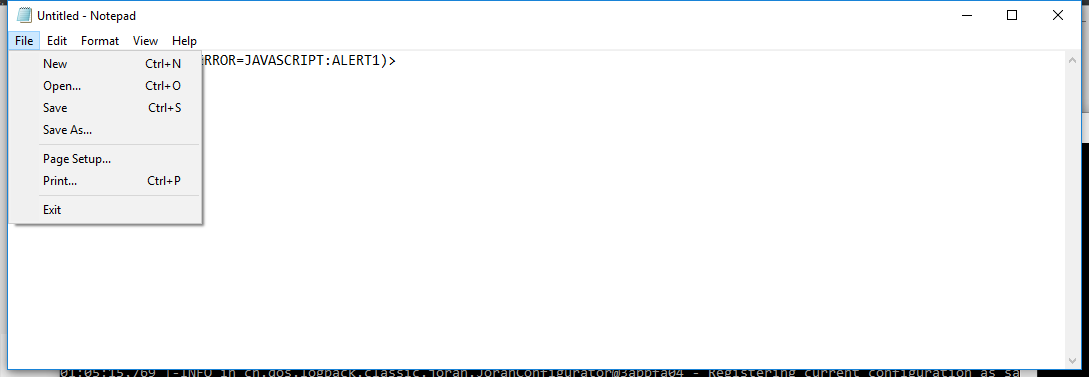 Untitled - Notepad
File Edit Format View Help
RROR=JAVASCRIPT:ALERT1)>
New Ctrl+N
Open... Ctrl+O
Save Ctrl+S
Save As...
Page Setup...
Print... Ctrl+P
Exit
01:05:15.769 |-INFO in ch.qos.logback.classic.joran.JoranConfigurator@3abbfa04 - Registering current configuration as sa